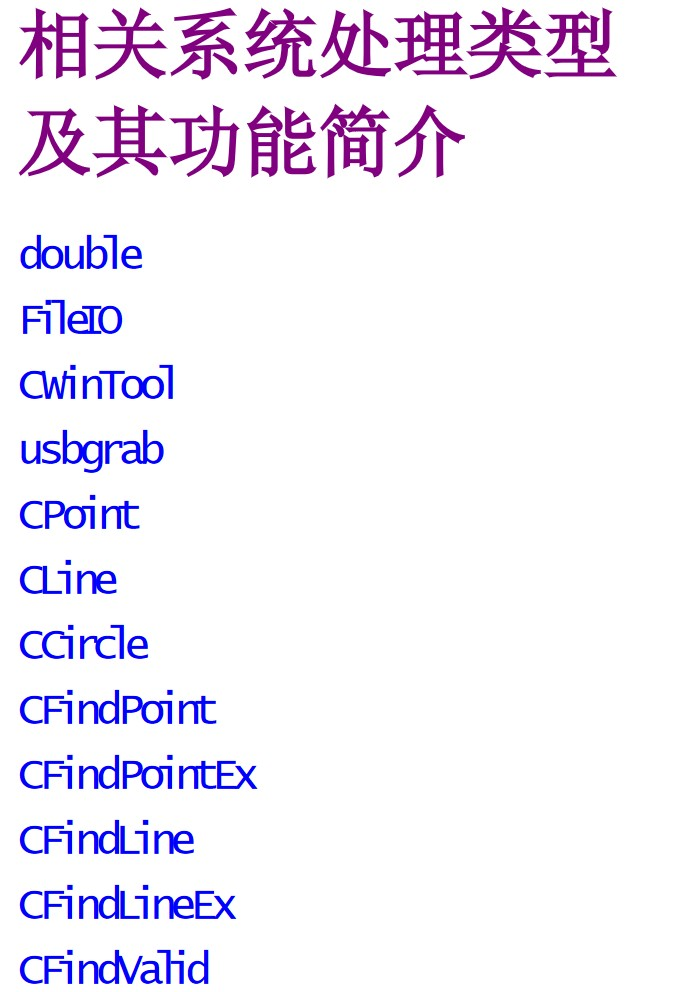 相关系统处理类型
及其功能简介
double
FileIO
CWinTool
usbgrab
CPoint
CLine
CCircle
CFindPoint
CFindPointEx
CFindLine
CFindLineEx
CFindValid